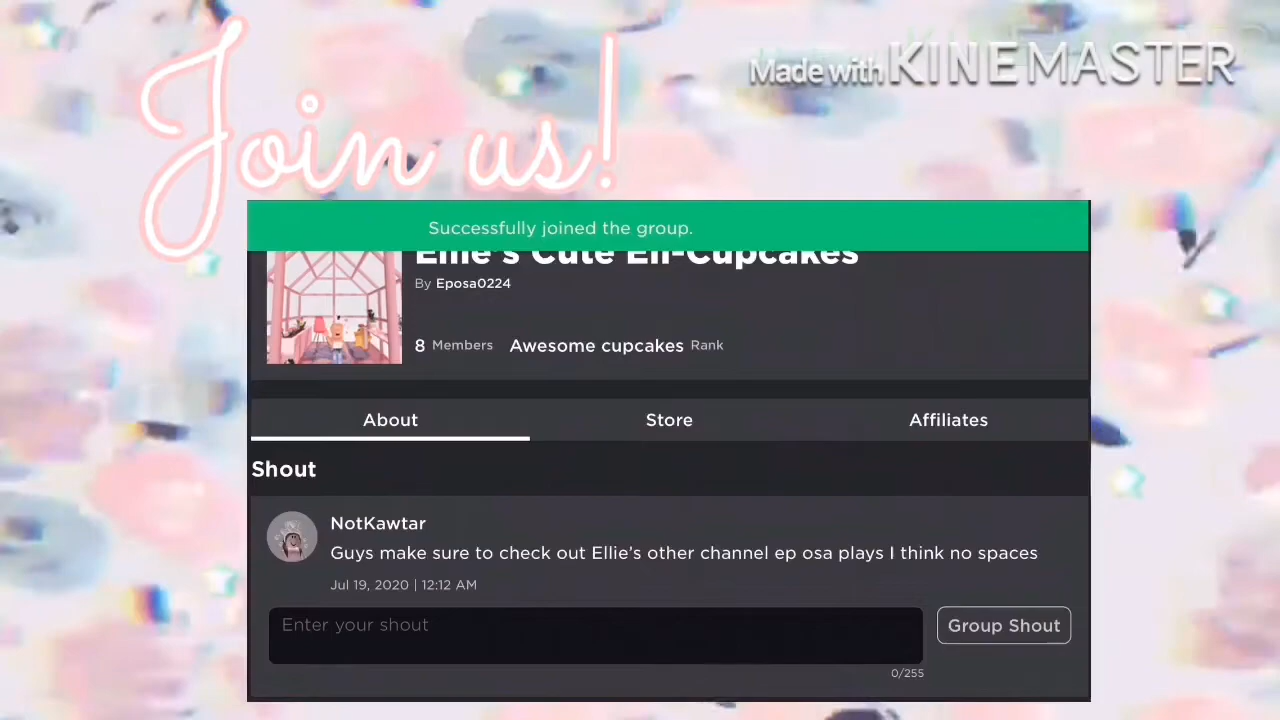 Join us!
Made with KINEMASTER
Successfully joined the group.
Ellie's Cute Ell-Cupcakes
By Eposa0224
8 Members Awesome cupcakes Rank
About Store Affiliates
Shout
NotKawtar
Guys make sure to check out Ellie's other channel ep osa plays I think no spaces
Jul 19, 2020 | 12:12 AM
Enter your shout
Group Shout
0/255